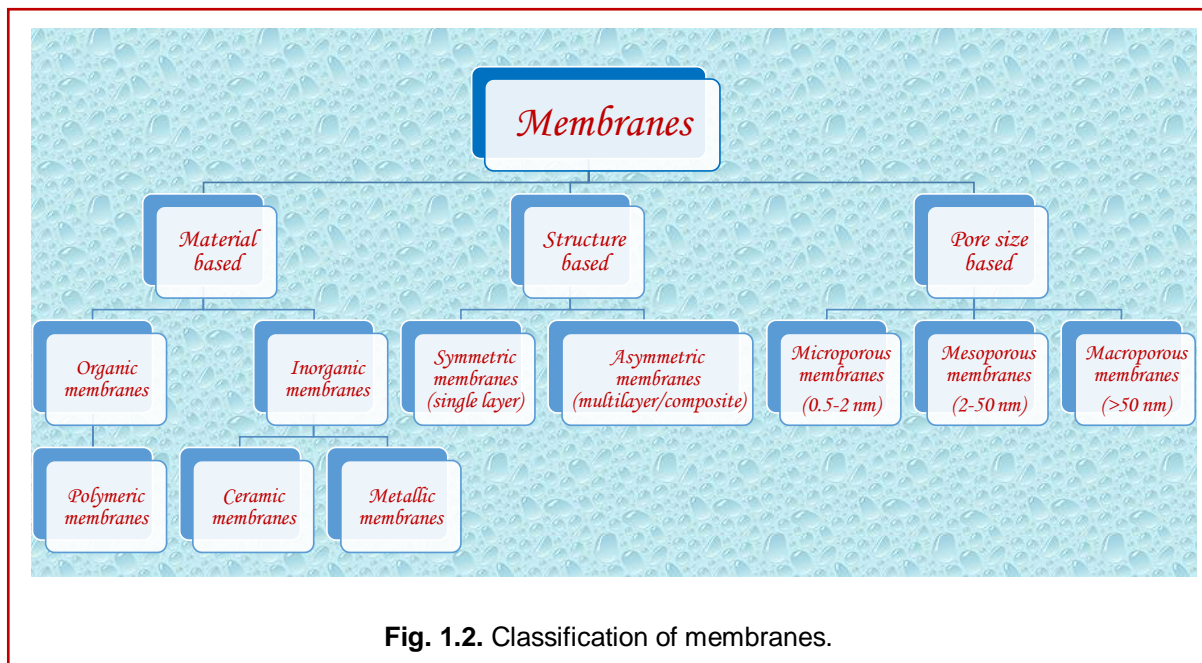 Membranes
Material
based
Structure
based
Pore size
based
Organic
membranes
Inorganic
membranes
Symmetric
membranes
(single layer)
Asymmetric
membranes
(multilayer/composite)
Microporous
membranes
(0.5-2 nm)
Mesoporous
membranes
(2-50 nm)
Macroporous
membranes
(>50 nm)
Polymeric
membranes
Ceramic
membranes
Metallic
membranes
Fig. 1.2. Classification of membranes.